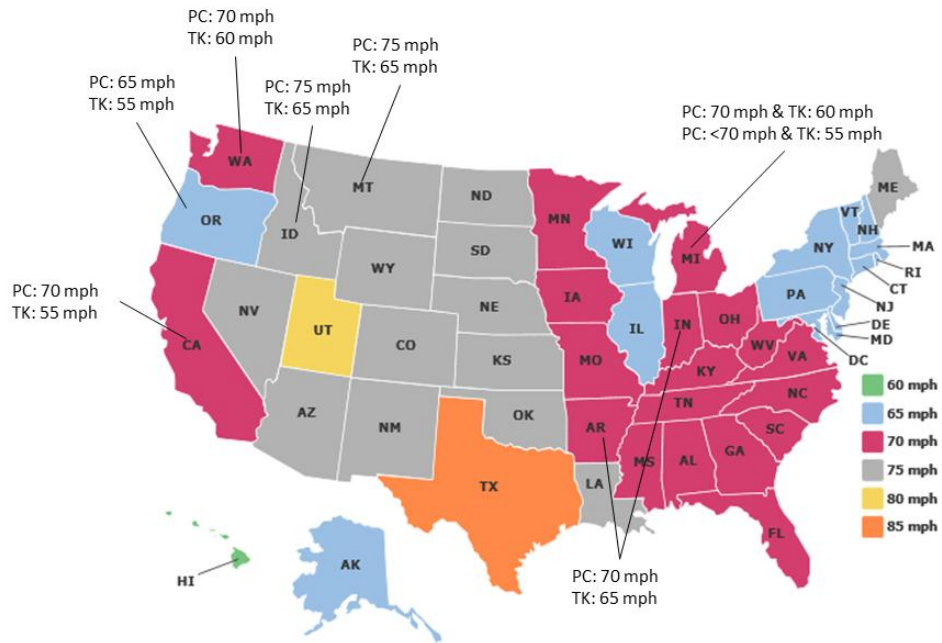 PC: 70 mph
TK: 60 mph
PC: 75 mph
TK: 65 mph
PC: 65 mph
TK: 55 mph
PC: 75 mph
TK: 65 mph
PC: 70 mph & TK: 60 mph
PC: <70 mph & TK: 55 mph
WA
MT
ND
MN
ME
OR
ID
SD
WI
MI
VT
NH
NY
MA
RI
CT
WY
PC: 70 mph
TK: 55 mph
NV
UT
CO
NE
IA
IL
IN
OH
PA
NJ
DE
MD
DC
CA
KS
MO
WV
VA
KY
60 mph
65 mph
70 mph
75 mph
80 mph
85 mph
AZ
NM
OK
AR
TN
NC
SC
MS
AL
GA
TX
LA
FL
HI
AK
PC: 70 mph
TK: 65 mph